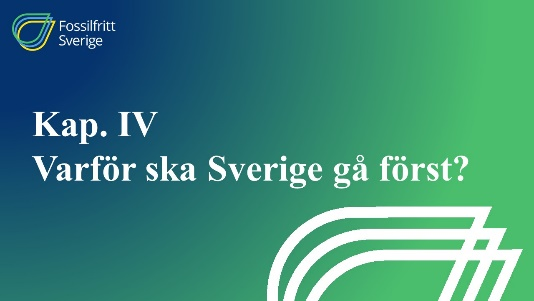 Fossilfritt
Sverige
Kap. IV
Varför ska Sverige gå först?